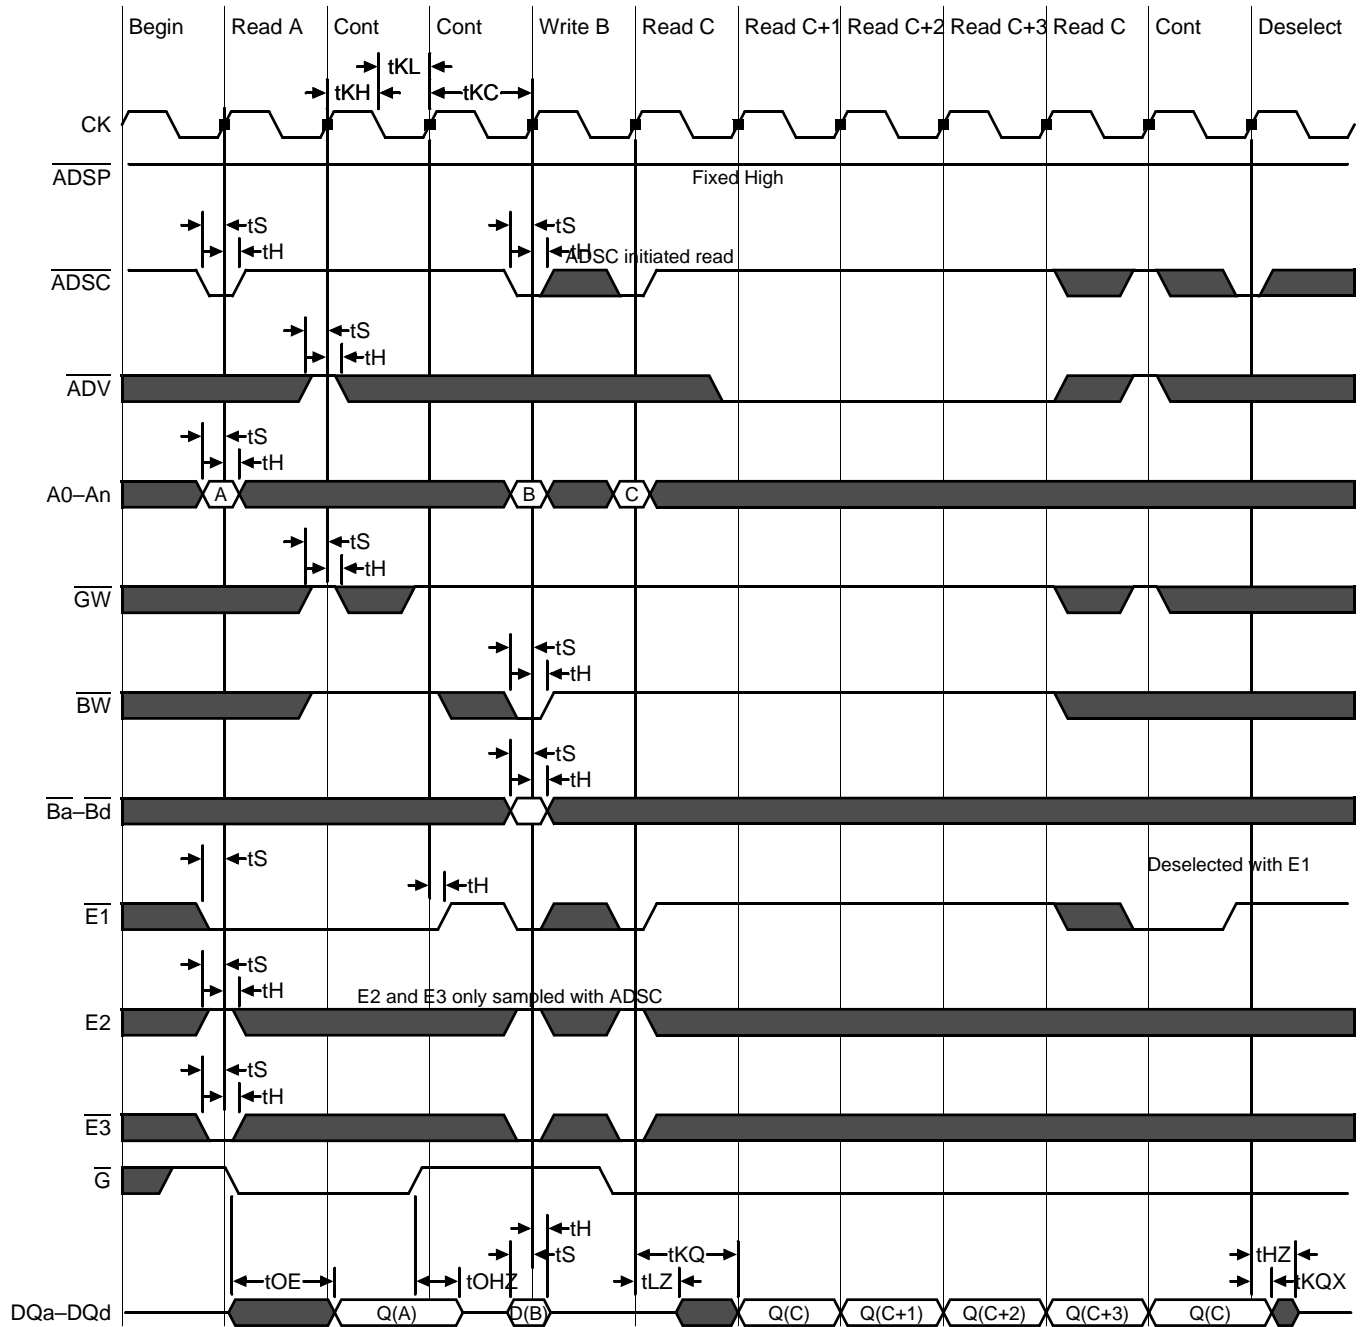 Begin Read A Cont Cont Write B Read C Read C+1 Read C+2 Read C+3 Read C Cont Deselect
tKL
tKH tKC
CK
ADSP
Fixed High
tS tS
tH tH
ADSC initiated read
ADSC
tS
tH
ADV
tS
tH
A0–An A B C
tS
tH
GW
tS
tH
BW
tS
tH
Ba–Bd
tS
Deselected with E1
tH
E1
tS
tH
E2 and E3 only sampled with ADSC
E2
tS
tH
E3
G
tH
tS tKQ tHZ
tOE tOHZ tLZ tKQX
DQa–DQd Q(A) D(B) Q(C) Q(C+1) Q(C+2) Q(C+3) Q(C)